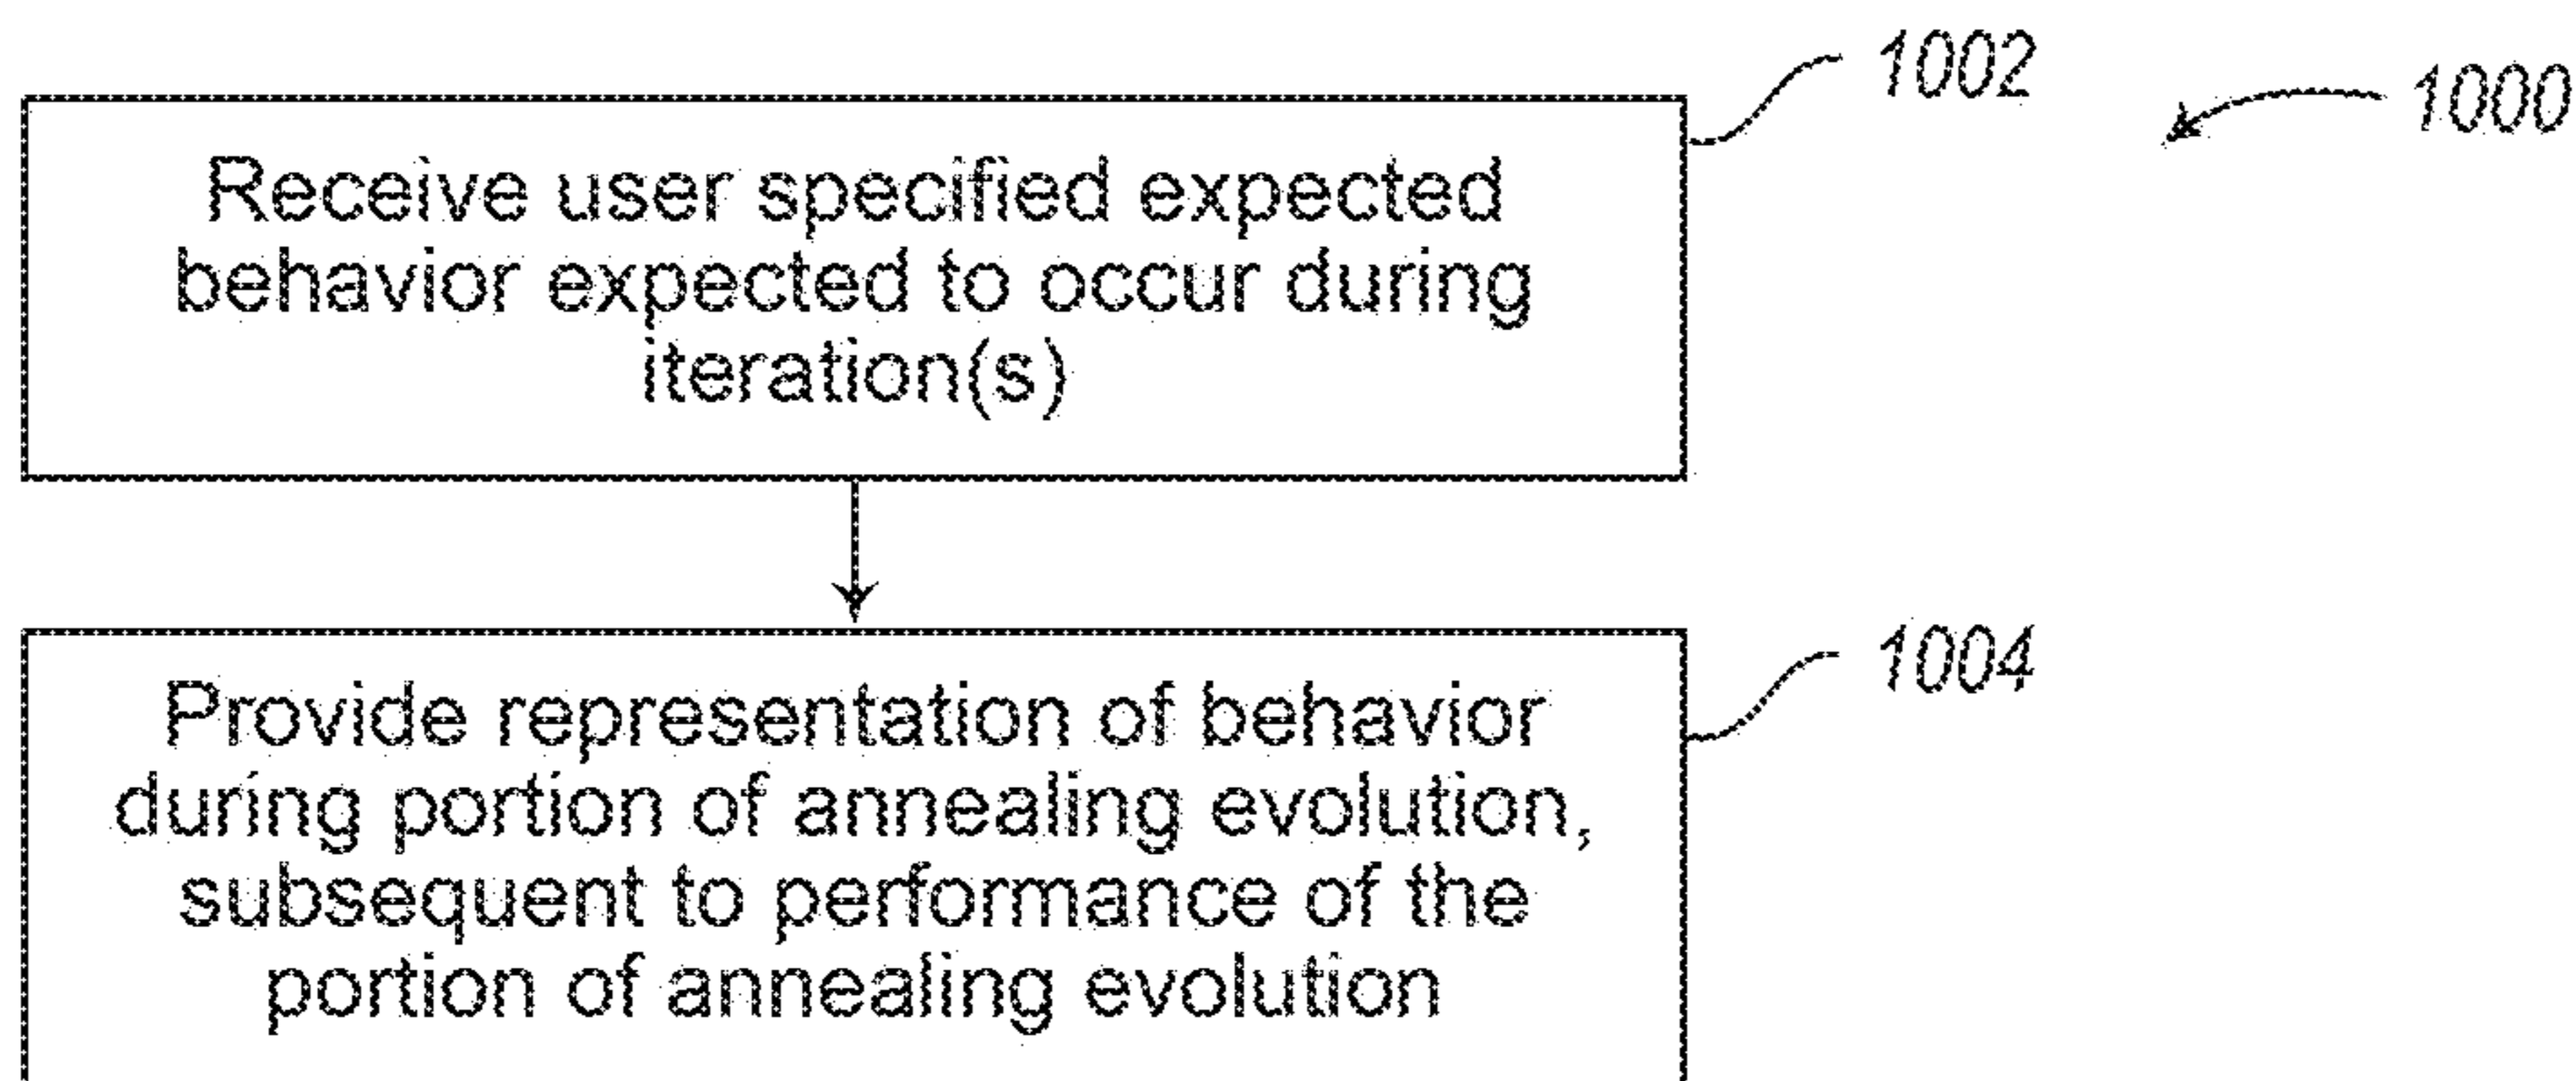 1002
1000
Receive user specified expected
behavior expected to occur during
iteration(s)
1004
Provide representation of behavior
during portion of annealing evolution,
subsequent to performance of the
portion of annealing evolution